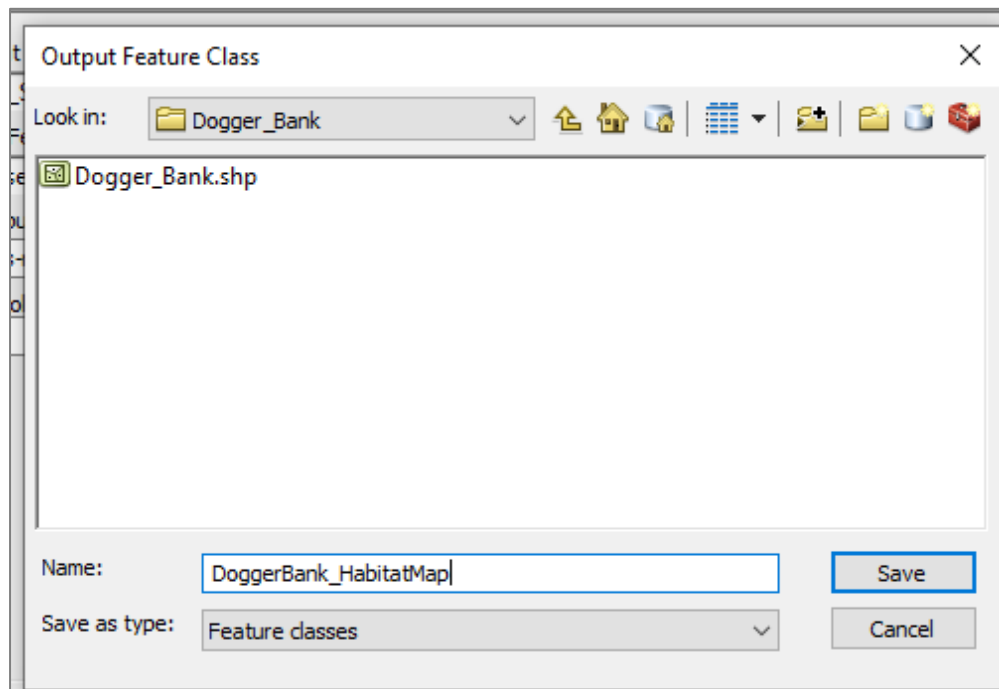 Output Feature Class
Look in: Dogger_Bank
Dogger_Bank.shp
Name: DoggerBank_HabitatMap
Save
Save as type: Feature classes
Cancel